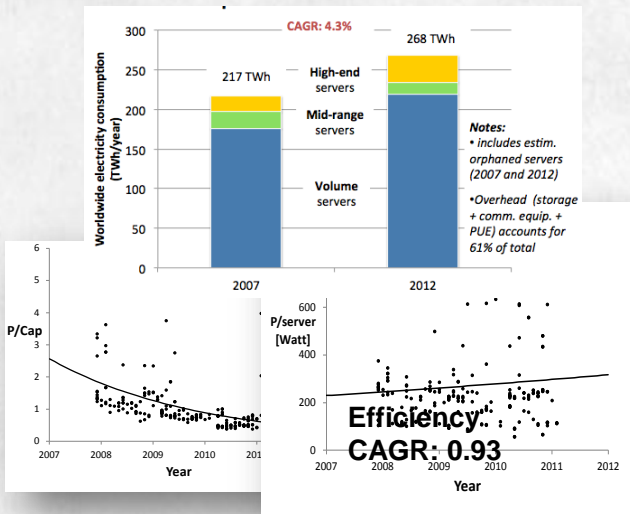 CAGR: 4.3%
Worldwide electricity consumption
(TWh/year)
300
250
200
150
100
50
0
217 TWh
268 TWh
High-end
servers
Mid-range
servers
Volume
servers
2007
2012
Notes:
• includes estim.
orphaned servers
(2007 and 2012)
•Overhead (storage
+ comm. equip. +
PUE) accounts for
61% of total
P/Cap
6
5
4
3
2
1
0
2007
2008
2009
2010
Year
P/server
[Watt]
600
400
200
0
2007
2008
2009
2010
2011
2012
Year
Efficiency
CAGR: 0.93